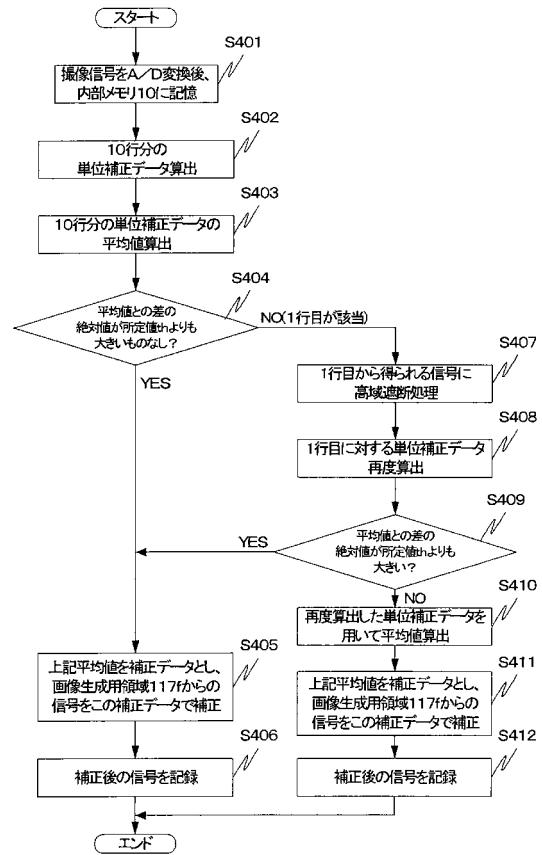 スタート
S401
撮像信号をA／D変換後、
内部メモリ10に記憶
S402
10行分の
単位補正データ算出
S403
10行分の単位補正データの
平均値算出
S404
平均値との差の
絶対値が所定値thよりも
大きいものなし？
NO(1行目が該当)
YES
S407
1行目から得られる信号に
高域遮断処理
S408
1行目に対する単位補正データ
再度算出
S409
平均値との差の
絶対値が所定値thよりも
大きい？
YES
NO
S410
再度算出した単位補正データを
用いて平均値算出
S405
上記平均値を補正データとし、
画像生成用領域117fからの
信号をこの補正データで補正
S411
上記平均値を補正データとし、
画像生成用領域117fからの
信号をこの補正データで補正
S406
補正後の信号を記録
S412
補正後の信号を記録
エンド